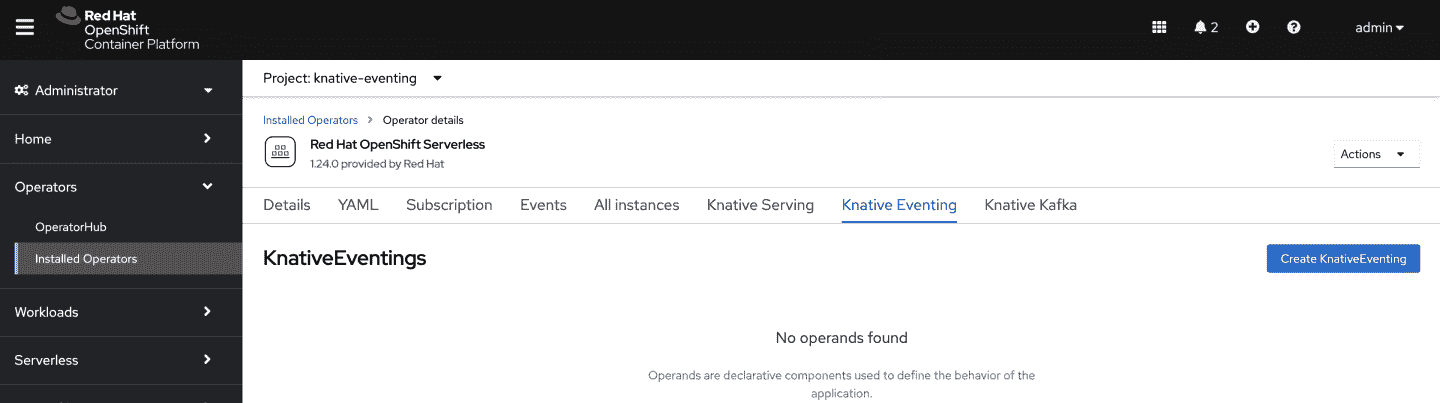 Red Hat
OpenShift
Container Platform
2
admin
Administrator
Home
Operators
OperatorHub
Installed Operators
Workloads
Serverless
Project: knative-eventing
Installed Operators > Operator details
Red Hat OpenShift Serverless
1.24.0 provided by Red Hat
Actions
Details YAML Subscription Events All instances Knative Serving Knative Eventing Knative Kafka
KnativeEventings
Create KnativeEventing
No operands found
Operands are declarative components used to define the behavior of the
application.